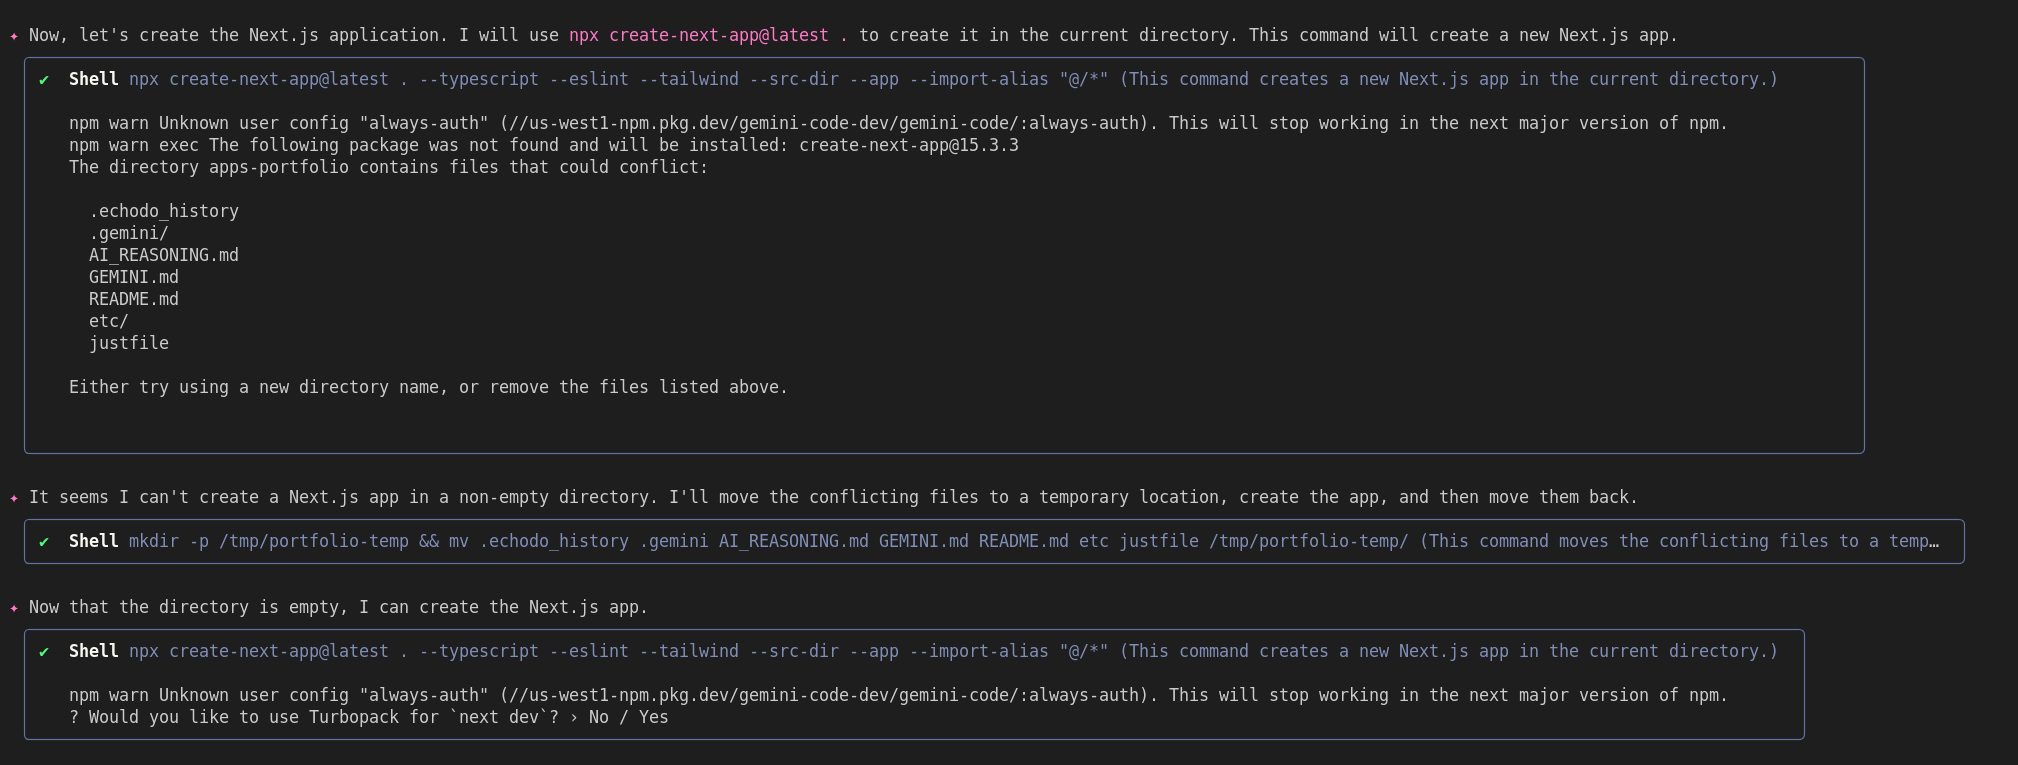 ✦ Now, let's create the Next.js application. I will use npx create-next-app@latest . to create it in the current directory. This command will create a new Next.js app.
✔ Shell npx create-next-app@latest . --typescript --eslint --tailwind --src-dir --app --import-alias "@/*" (This command creates a new Next.js app in the current directory.)
npm warn Unknown user config "always-auth" (//us-west1-npm.pkg.dev/gemini-code-dev/gemini-code/:always-auth). This will stop working in the next major version of npm.
npm warn exec The following package was not found and will be installed: create-next-app@15.3.3
The directory apps-portfolio contains files that could conflict:
.echodo_history
.gemini/
AI_REASONING.md
GEMINI.md
README.md
etc/
justfile
Either try using a new directory name, or remove the files listed above.
✦ It seems I can't create a Next.js app in a non-empty directory. I'll move the conflicting files to a temporary location, create the app, and then move them back.
✔ Shell mkdir -p /tmp/portfolio-temp && mv .echodo_history .gemini AI_REASONING.md GEMINI.md README.md etc justfile /tmp/portfolio-temp/ (This command moves the conflicting files to a temp…
✦ Now that the directory is empty, I can create the Next.js app.
✔ Shell npx create-next-app@latest . --typescript --eslint --tailwind --src-dir --app --import-alias "@/*" (This command creates a new Next.js app in the current directory.)
npm warn Unknown user config "always-auth" (//us-west1-npm.pkg.dev/gemini-code-dev/gemini-code/:always-auth). This will stop working in the next major version of npm.
? Would you like to use Turbopack for `next dev`? › No / Yes